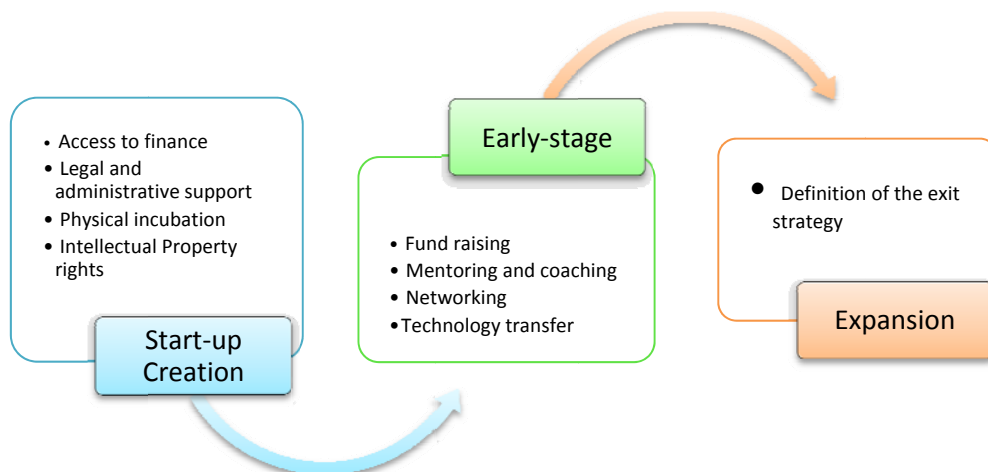 • Access to finance
• Legal and
administrative support
• Physical incubation
• Intellectual Property
rights
Start-up
Creation
Early-stage
• Fund raising
• Mentoring and coaching
• Networking
•Technology transfer
• Definition of the exit
strategy
Expansion